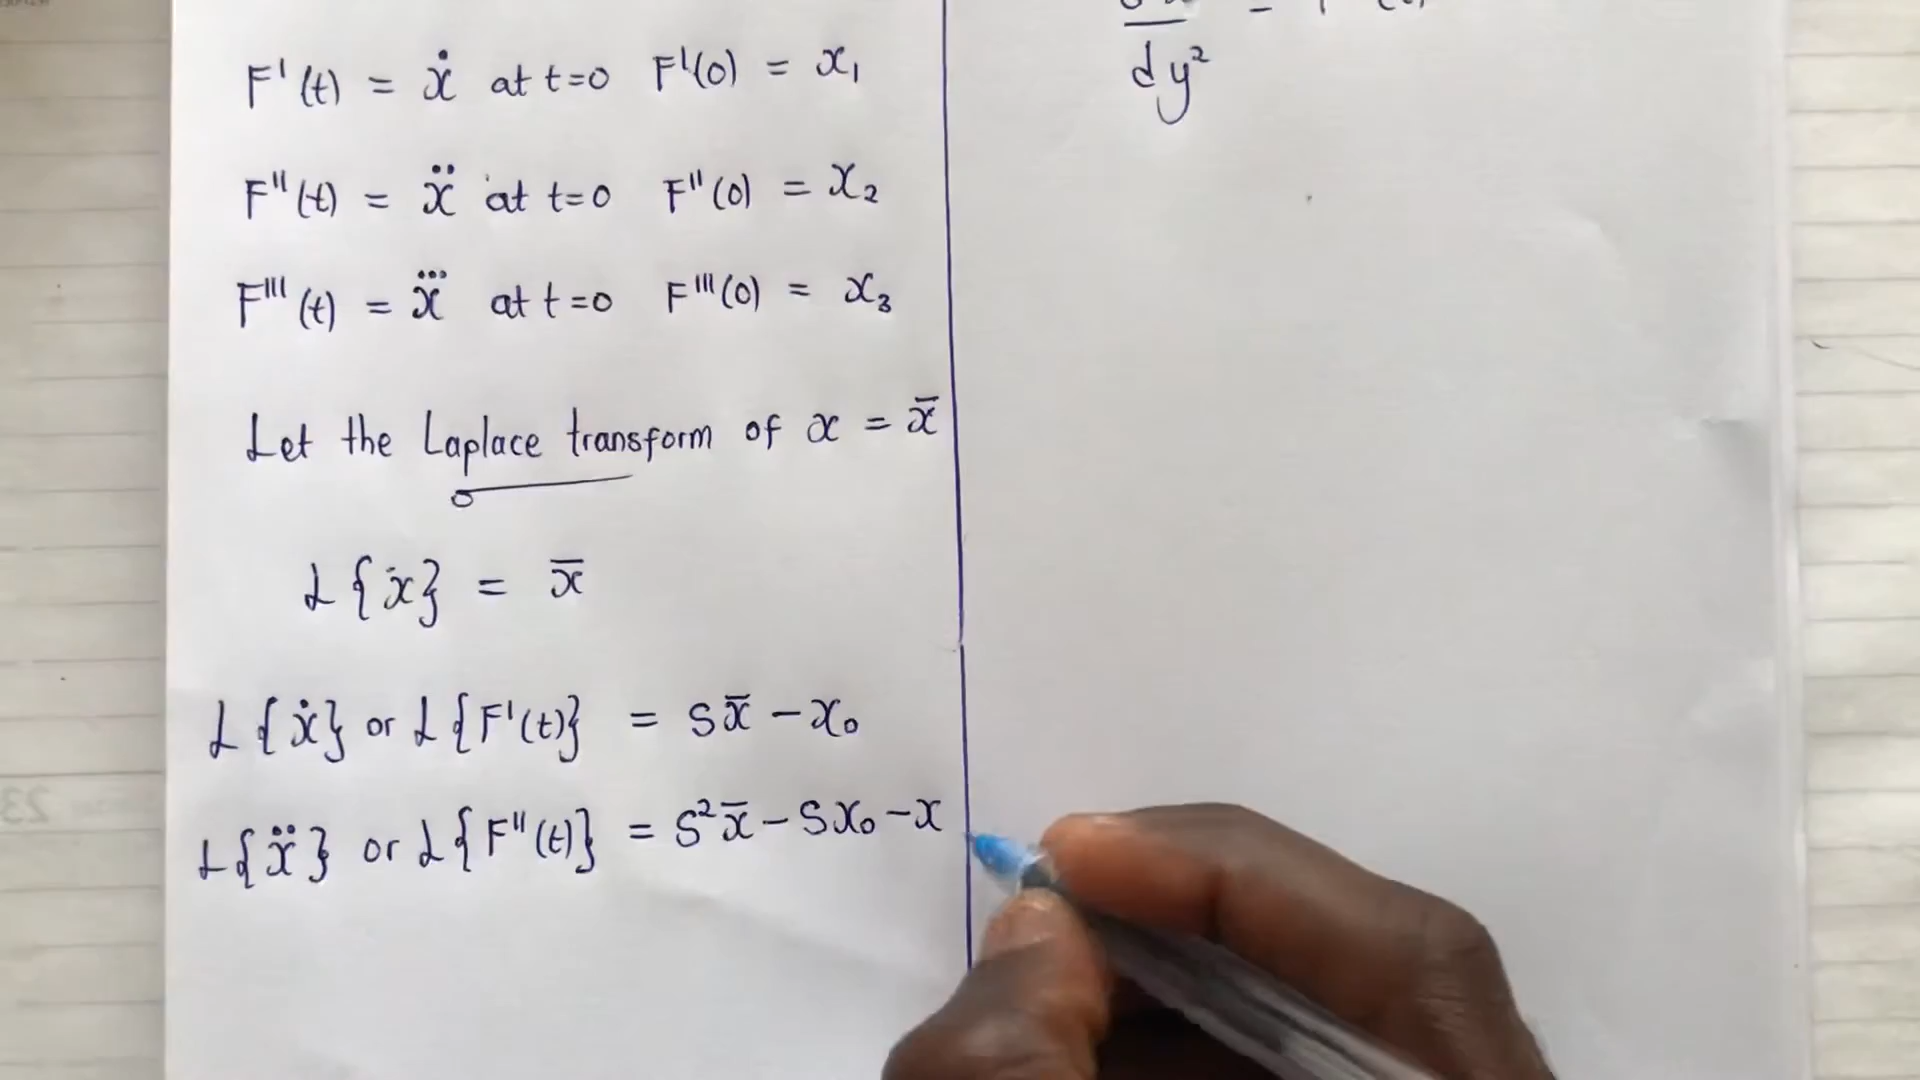 F'(t) = ẋ at t=0 F'(0) = x₁
F''(t) = ẍ at t=0 F''(0) = x₂
F'''(t) = x⃛ at t=0 F'''(0) = x₃
Let the Laplace transform of x = x̄
ℒ{x} = x̄
ℒ{ẋ} or ℒ{F'(t)} = Sx̄ - x₀
ℒ{ẍ} or ℒ{F''(t)} = S²x̄ - Sx₀ - x
dy²
23